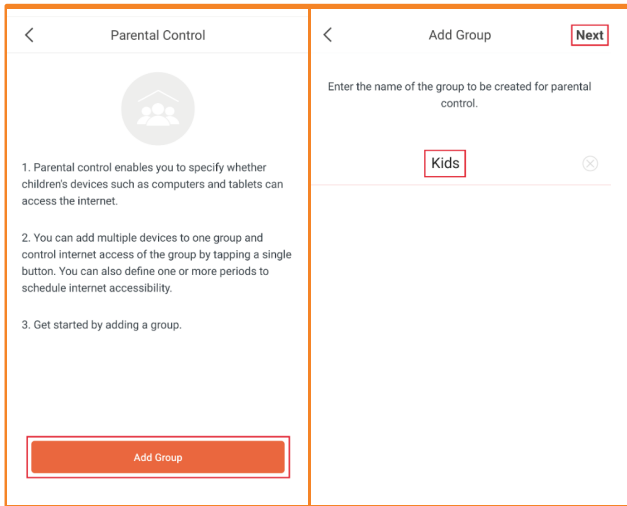 Parental Control
1. Parental control enables you to specify whether
children's devices such as computers and tablets can
access the internet.
2. You can add multiple devices to one group and
control internet access of the group by tapping a single
button. You can also define one or more periods to
schedule internet accessibility.
3. Get started by adding a group.
Add Group
Add Group
Next
Enter the name of the group to be created for parental
control.
Kids